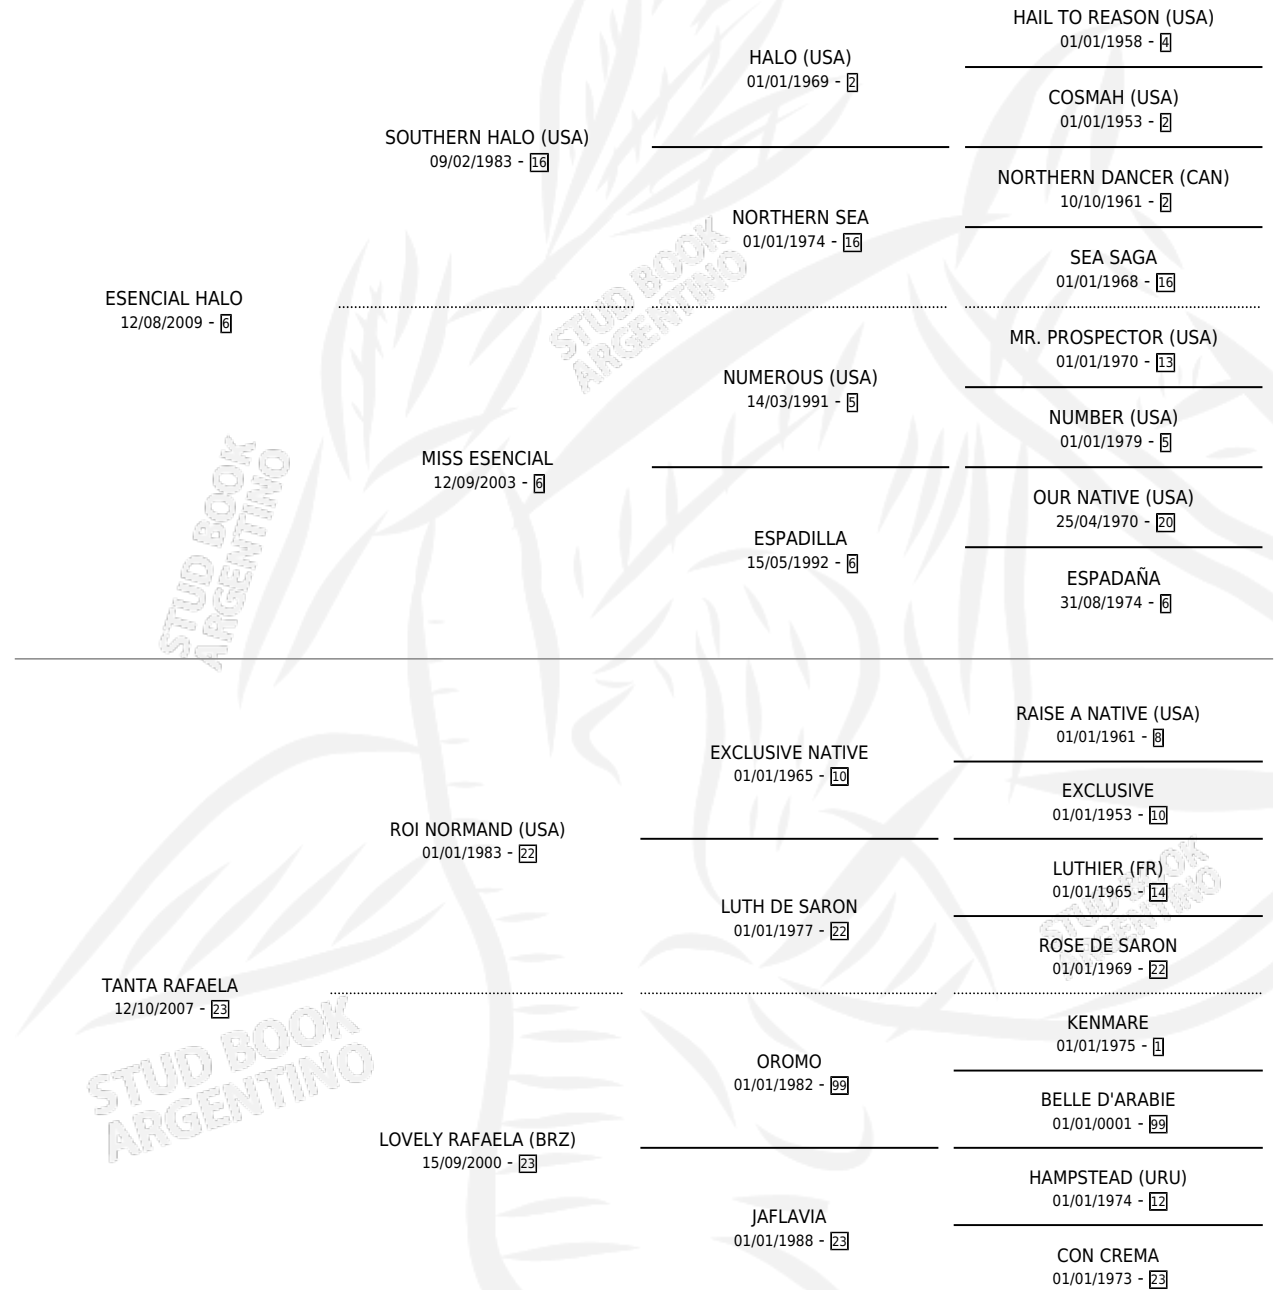 HAIL TO REASON (USA)
01/01/1958 - 4
HALO (USA)
01/01/1969 - 2
COSMAH (USA)
01/01/1953 - 2
SOUTHERN HALO (USA)
09/02/1983 - 16
NORTHERN DANCER (CAN)
10/10/1961 - 2
NORTHERN SEA
01/01/1974 - 16
SEA SAGA
01/01/1968 - 16
ESENCIAL HALO
12/08/2009 - 6
STUD BOOK
ARGENTINO
MR. PROSPECTOR (USA)
01/01/1970 - 13
NUMEROUS (USA)
14/03/1991 - 5
NUMBER (USA)
01/01/1979 - 5
MISS ESENCIAL
12/09/2003 - 6
OUR NATIVE (USA)
25/04/1970 - 20
ESPADILLA
15/05/1992 - 6
ESPADAÑA
31/08/1974 - 6
STUD BOOK
ARGENTINO
RAISE A NATIVE (USA)
01/01/1961 - 8
EXCLUSIVE NATIVE
01/01/1965 - 10
EXCLUSIVE
01/01/1953 - 10
ROI NORMAND (USA)
01/01/1983 - 22
LUTHIER (FR)
01/01/1965 - 14
LUTH DE SARON
01/01/1977 - 22
ROSE DE SARON
01/01/1969 - 22
STUD BOOK
ARGENTINO
TANTA RAFAELA
12/10/2007 - 23
KENMARE
01/01/1975 - 1
OROMO
01/01/1982 - 99
BELLE D'ARABIE
01/01/0001 - 99
STUD BOOK
ARGENTINO
LOVELY RAFAELA (BRZ)
15/09/2000 - 23
HAMPSTEAD (URU)
01/01/1974 - 12
JAFLAVIA
01/01/1988 - 23
CON CREMA
01/01/1973 - 23